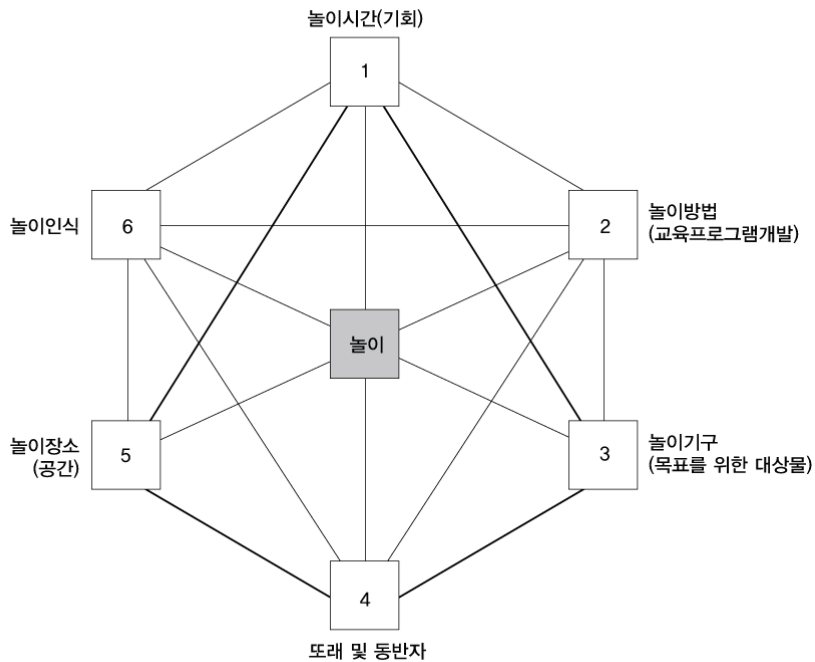 놀이시간(기회)
1
놀이인식
6
2
놀이방법
(교육프로그램개발)
놀이
놀이장소
(공간)
5
3
놀이기구
(목표를 위한 대상물)
4
또래 및 동반자